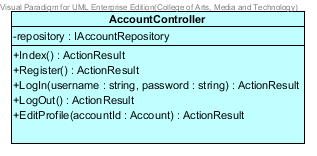 Visual Paradigm for UML Enterprise Edition(College of Arts, Media and Technology)
AccountController
-repository : IAccountRepository
+Index() : ActionResult
+Register() : ActionResult
+LogIn(username : string, password : string) : ActionResult
+LogOut() : ActionResult
+EditProfile(accountId : Account) : ActionResult